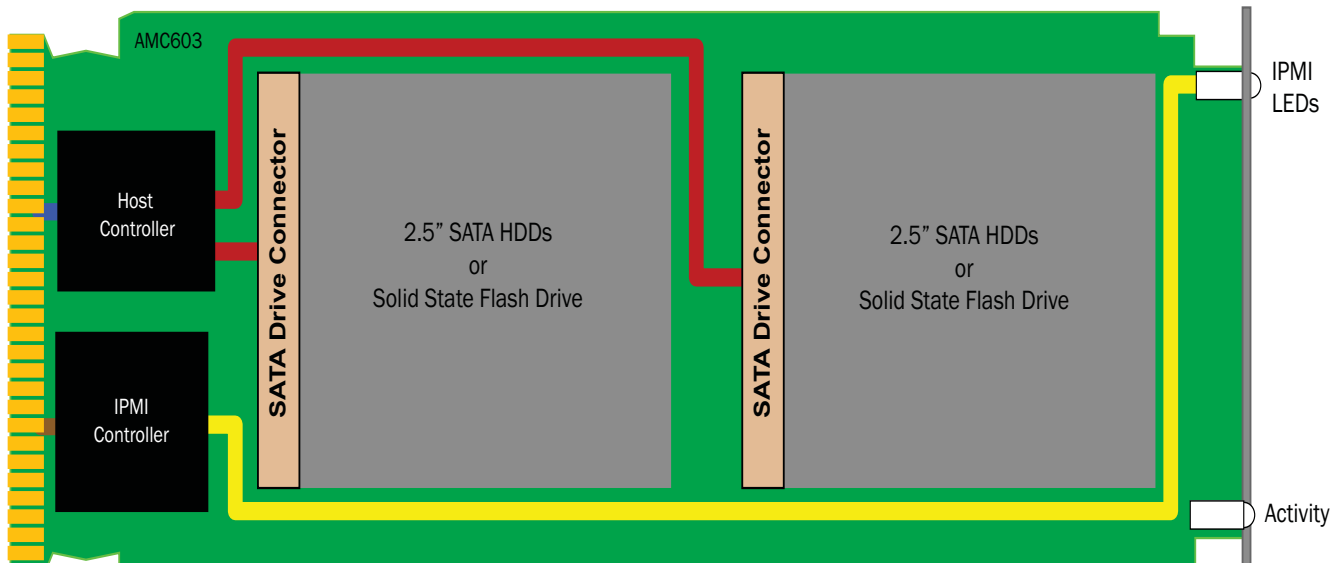 AMC603
IPMI
LEDs
Host
Controller
SATA Drive Connector
2.5” SATA HDDs
or
Solid State Flash Drive
SATA Drive Connector
2.5” SATA HDDs
or
Solid State Flash Drive
IPMI
Controller
Activity